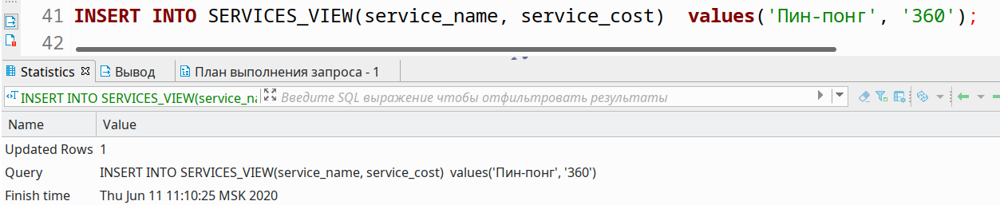 41 INSERT INTO SERVICES_VIEW(service_name, service_cost)  values('Пин-понг', '360');
42
Statistics Вывод План выполнения запроса - 1
INSERT INTO SERVICES_VIEW(service_na Введите SQL выражение чтобы отфильтровать результаты
Name Value
Updated Rows 1
Query INSERT INTO SERVICES_VIEW(service_name, service_cost)  values('Пин-понг', '360')
Finish time Thu Jun 11 11:10:25 MSK 2020